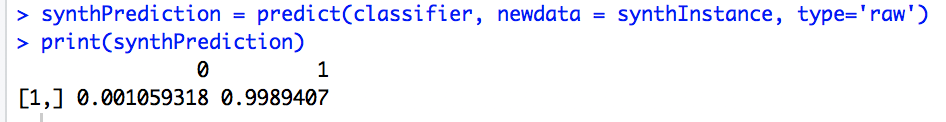 > synthPrediction = predict(classifier, newdata = synthInstance, type='raw')
> print(synthPrediction)
0 1
[1,] 0.001059318 0.9989407